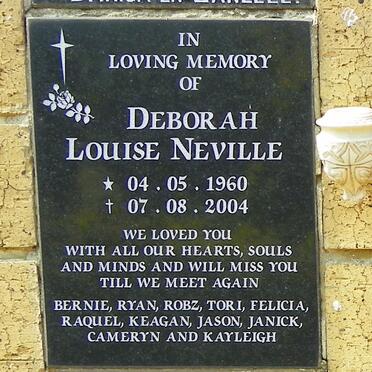 IN
LOVING MEMORY
OF
DEBORAH
LOUISE NEVILLE
★ 04 . 05 . 1960
† 07 . 08 . 2004
WE LOVED YOU
WITH ALL OUR HEARTS, SOULS
AND MINDS AND WILL MISS YOU
TILL WE MEET AGAIN
BERNIE, RYAN, ROBZ, TORI, FELICIA,
RAQUEL, KEAGAN, JASON, JANICK,
CAMERYN AND KAYLEIGH